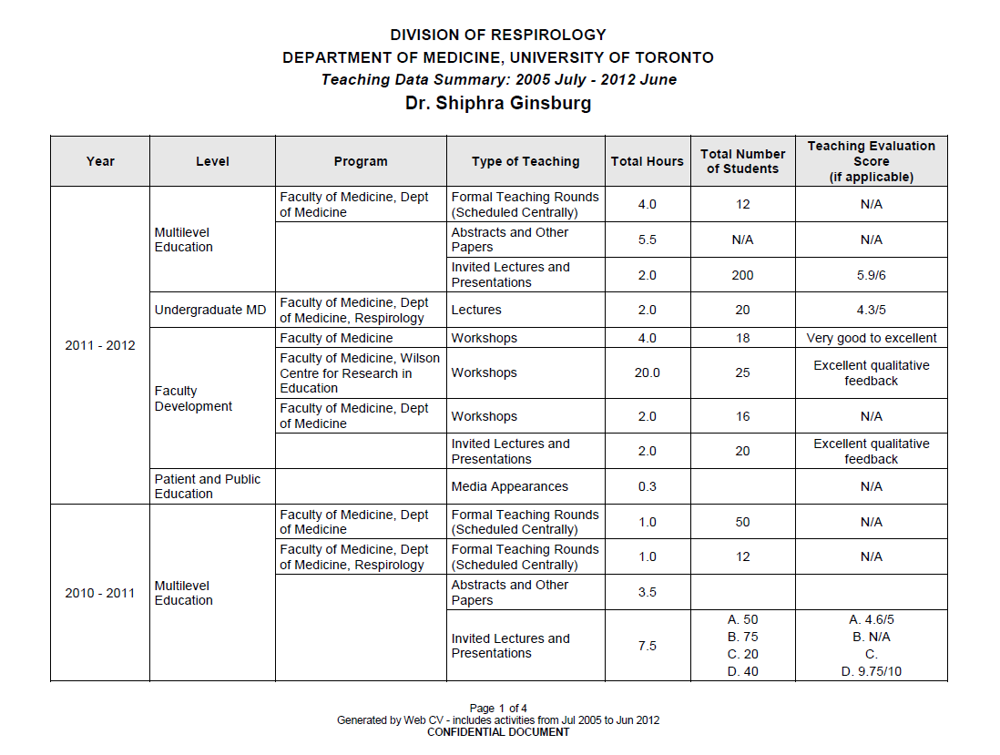 DIVISION OF RESPIROLOGY
DEPARTMENT OF MEDICINE, UNIVERSITY OF TORONTO
Teaching Data Summary: 2005 July - 2012 June
Dr. Shiphra Ginsburg
Year
Level
Program
Type of Teaching
Total Hours
Total Number
of Students
Teaching Evaluation
Score
(if applicable)
2011 - 2012
Multilevel
Education
Faculty of Medicine, Dept
of Medicine
Formal Teaching Rounds
(Scheduled Centrally)
4.0
12
N/A
Abstracts and Other
Papers
5.5
N/A
N/A
Invited Lectures and
Presentations
2.0
200
5.9/6
Undergraduate MD
Faculty of Medicine, Dept
of Medicine, Respirology
Lectures
2.0
20
4.3/5
Faculty
Development
Faculty of Medicine
Workshops
4.0
18
Very good to excellent
Faculty of Medicine, Wilson
Centre for Research in
Education
Workshops
20.0
25
Excellent qualitative
feedback
Faculty of Medicine, Dept
of Medicine
Workshops
2.0
16
N/A
Invited Lectures and
Presentations
2.0
20
Excellent qualitative
feedback
Patient and Public
Education
Media Appearances
0.3
N/A
2010 - 2011
Multilevel
Education
Faculty of Medicine, Dept
of Medicine
Formal Teaching Rounds
(Scheduled Centrally)
1.0
50
N/A
Faculty of Medicine, Dept
of Medicine, Respirology
Formal Teaching Rounds
(Scheduled Centrally)
1.0
12
N/A
Abstracts and Other
Papers
3.5
Invited Lectures and
Presentations
7.5
A. 50
B. 75
C. 20
D. 40
A. 4.6/5
B. N/A
C.
D. 9.75/10
Page 1 of 4
Generated by Web CV - includes activities from Jul 2005 to Jun 2012
CONFIDENTIAL DOCUMENT